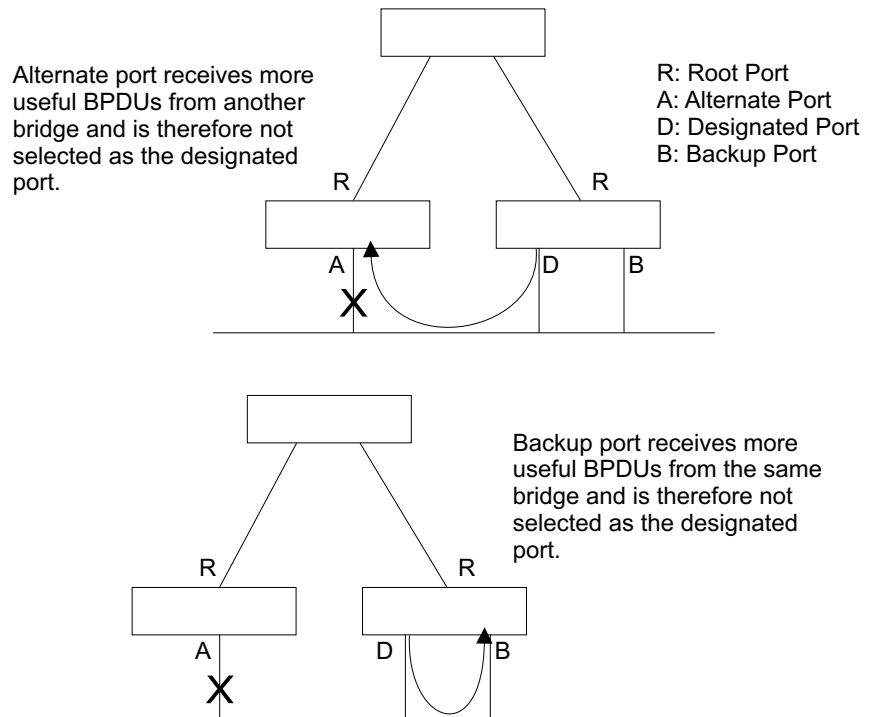 Alternate port receives more
useful BPDUs from another
bridge and is therefore not
selected as the designated
port.
R: Root Port
A: Alternate Port
D: Designated Port
B: Backup Port
R
R
A
D
B
X
Backup port receives more
useful BPDUs from the same
bridge and is therefore not
selected as the designated
port.
R
R
A
D
B
X